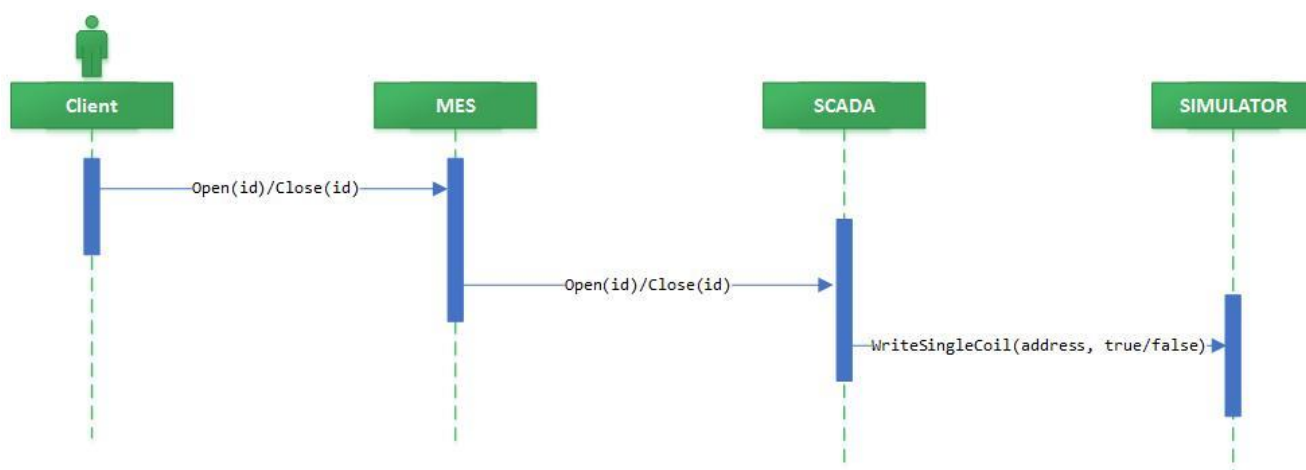 Client
MES
SCADA
SIMULATOR
Open(id)/Close(id)
Open(id)/Close(id)
WriteSingleCoil(address, true/false)